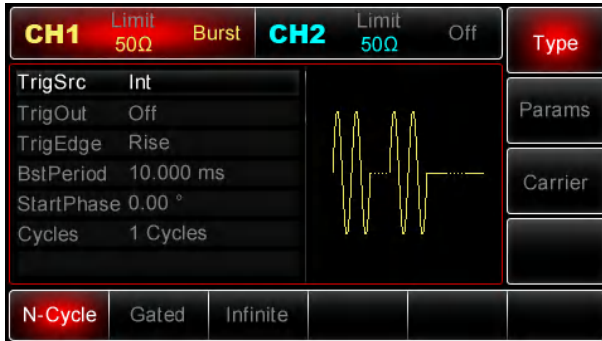 CH1 Limit 50Ω Burst CH2 Limit 50Ω Off Type
TrigSrc Int
TrigOut Off
TrigEdge Rise
BstPeriod 10.000 ms
StartPhase 0.00 °
Cycles 1 Cycles
Params
Carrier
N-Cycle Gated Infinite